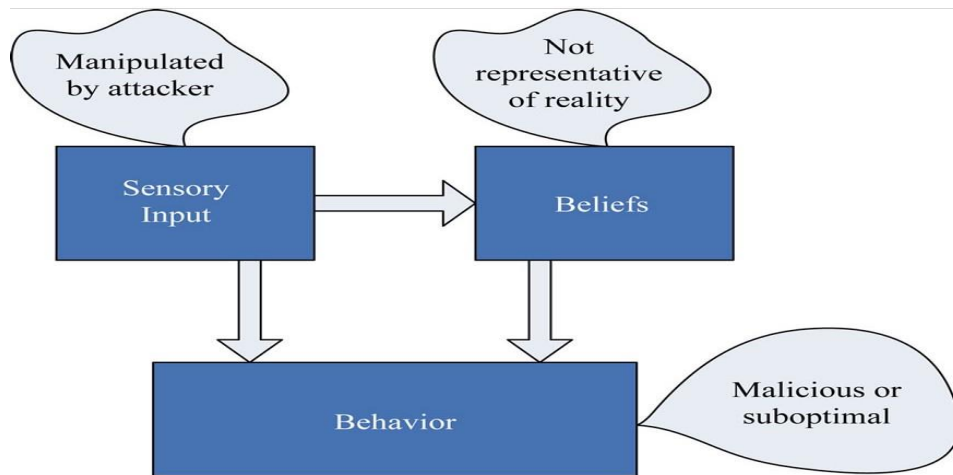 Manipulated
by attacker
Not
representative
of reality
Sensory
Input
Beliefs
Behavior
Malicious or
suboptimal